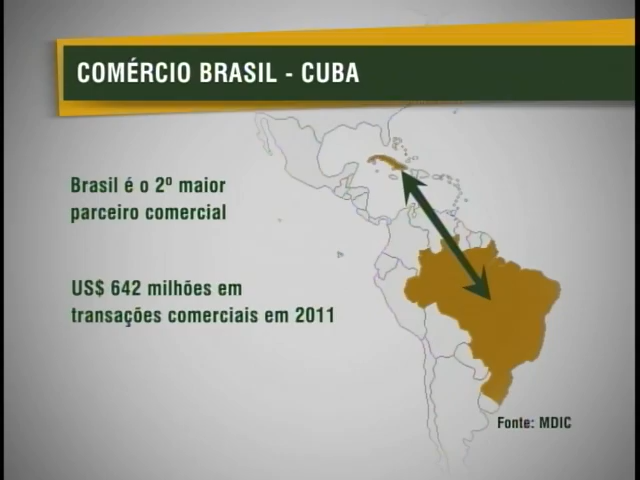 COMÉRCIO BRASIL - CUBA
Brasil é o 2º maior
parceiro comercial
US$ 642 milhões em
transações comerciais em 2011
Fonte: MDIC